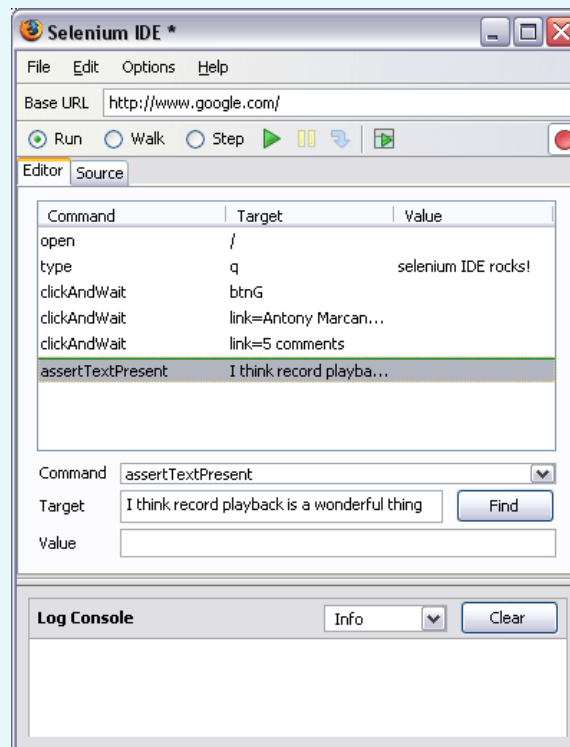 Selenium IDE *
File Edit Options Help
Base URL http://www.google.com/
Run Walk Step
Editor Source
Command Target Value
open /
type q selenium IDE rocks!
clickAndWait btnG
clickAndWait link=Antony Marcan...
clickAndWait link=5 comments
assertTextPresent I think record playba...
Command assertTextPresent
Target I think record playback is a wonderful thing Find
Value
Log Console Info Clear